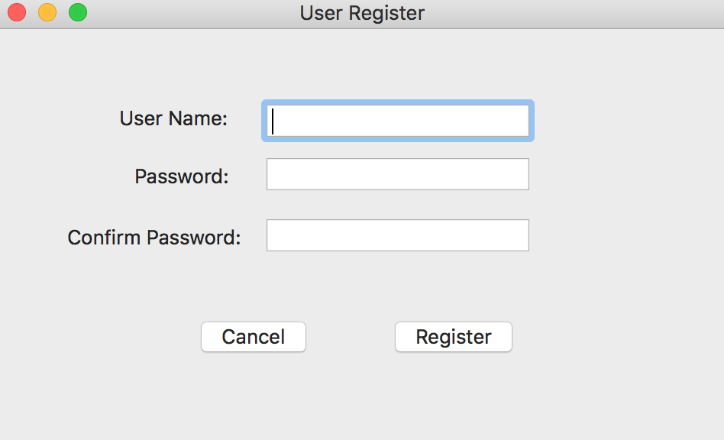 User Register
User Name:
Password:
Confirm Password:
Cancel Register